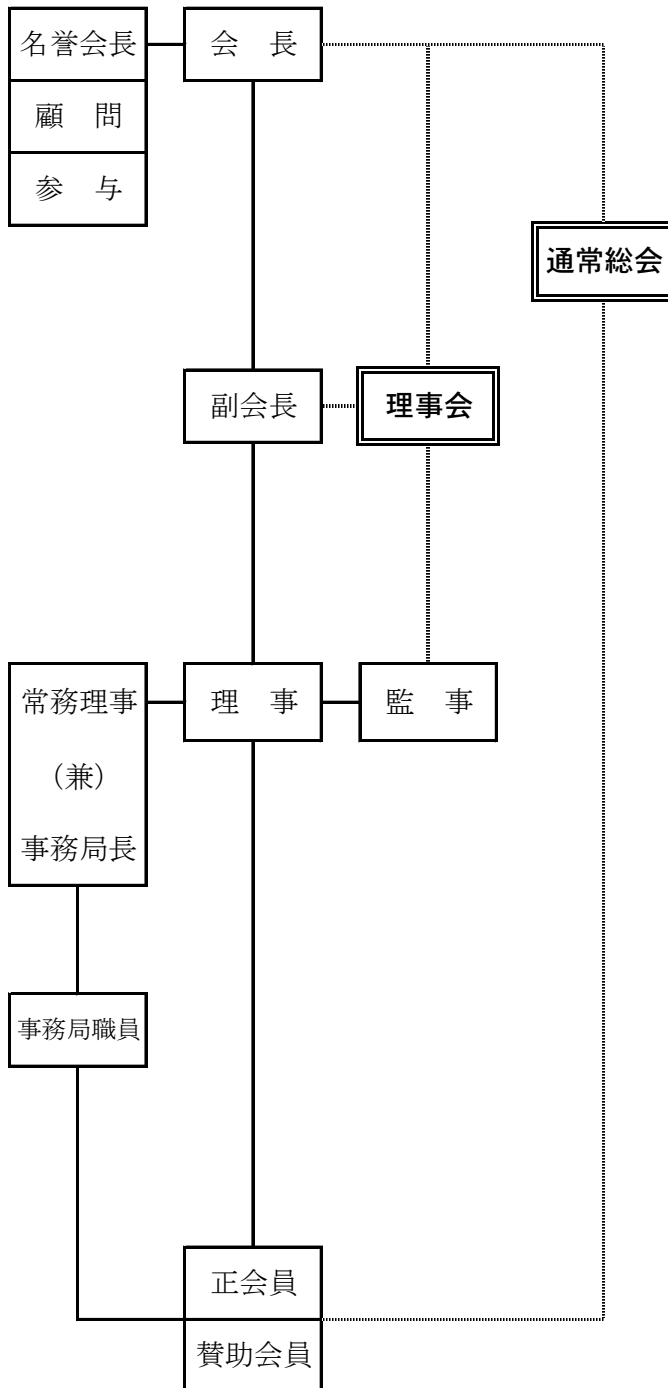 名誉会長
会　長
顧　問
参　与
通常総会
副会長
理事会
常務理事
（兼）
事務局長
理　事
監　事
事務局職員
正会員
賛助会員